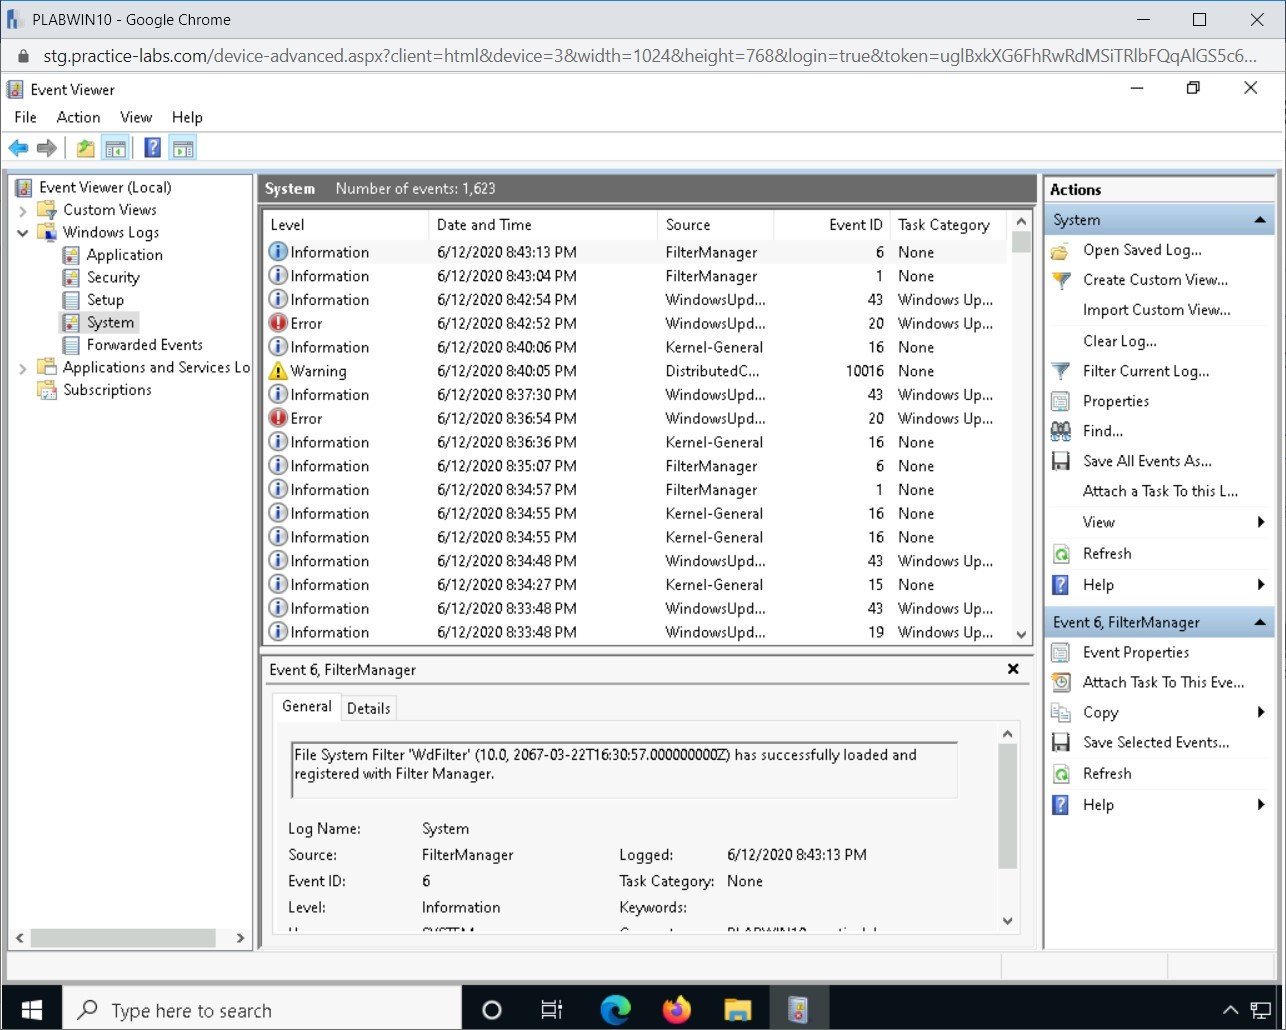 PLABWIN10 - Google Chrome
stg.practice-labs.com/device-advanced.aspx?client=html&device=3&width=1024&height=768&login=true&token=uglBxkXG6FhRwRdMSiTRlbFQqAlGS5c6...
Event Viewer
File Action View Help
Event Viewer (Local)
Custom Views
Windows Logs
Application
Security
Setup
System
Forwarded Events
Applications and Services Lo
Subscriptions
System Number of events: 1,623
Level Date and Time Source Event ID Task Category
Information 6/12/2020 8:43:13 PM FilterManager 6 None
Information 6/12/2020 8:43:04 PM FilterManager 1 None
Information 6/12/2020 8:42:54 PM WindowsUpd... 43 Windows Up...
Error 6/12/2020 8:42:52 PM WindowsUpd... 20 Windows Up...
Information 6/12/2020 8:40:06 PM Kernel-General 16 None
Warning 6/12/2020 8:40:05 PM DistributedC... 10016 None
Information 6/12/2020 8:37:30 PM WindowsUpd... 43 Windows Up...
Error 6/12/2020 8:36:54 PM WindowsUpd... 20 Windows Up...
Information 6/12/2020 8:36:36 PM Kernel-General 16 None
Information 6/12/2020 8:35:07 PM FilterManager 6 None
Information 6/12/2020 8:34:57 PM FilterManager 1 None
Information 6/12/2020 8:34:55 PM Kernel-General 16 None
Information 6/12/2020 8:34:55 PM Kernel-General 16 None
Information 6/12/2020 8:34:48 PM WindowsUpd... 43 Windows Up...
Information 6/12/2020 8:34:27 PM Kernel-General 15 None
Information 6/12/2020 8:33:48 PM WindowsUpd... 43 Windows Up...
Information 6/12/2020 8:33:48 PM WindowsUpd... 19 Windows Up...
Event 6, FilterManager
General Details
File System Filter 'WdFilter' (10.0, 2067-03-22T16:30:57.000000000Z) has successfully loaded and
registered with Filter Manager.
Log Name: System
Source: FilterManager Logged: 6/12/2020 8:43:13 PM
Event ID: 6 Task Category: None
Level: Information Keywords:
Actions
System
Open Saved Log...
Create Custom View...
Import Custom View...
Clear Log...
Filter Current Log...
Properties
Find...
Save All Events As...
Attach a Task To this L...
View
Refresh
Help
Event 6, FilterManager
Event Properties
Attach Task To This Eve...
Copy
Save Selected Events...
Refresh
Help
Type here to search